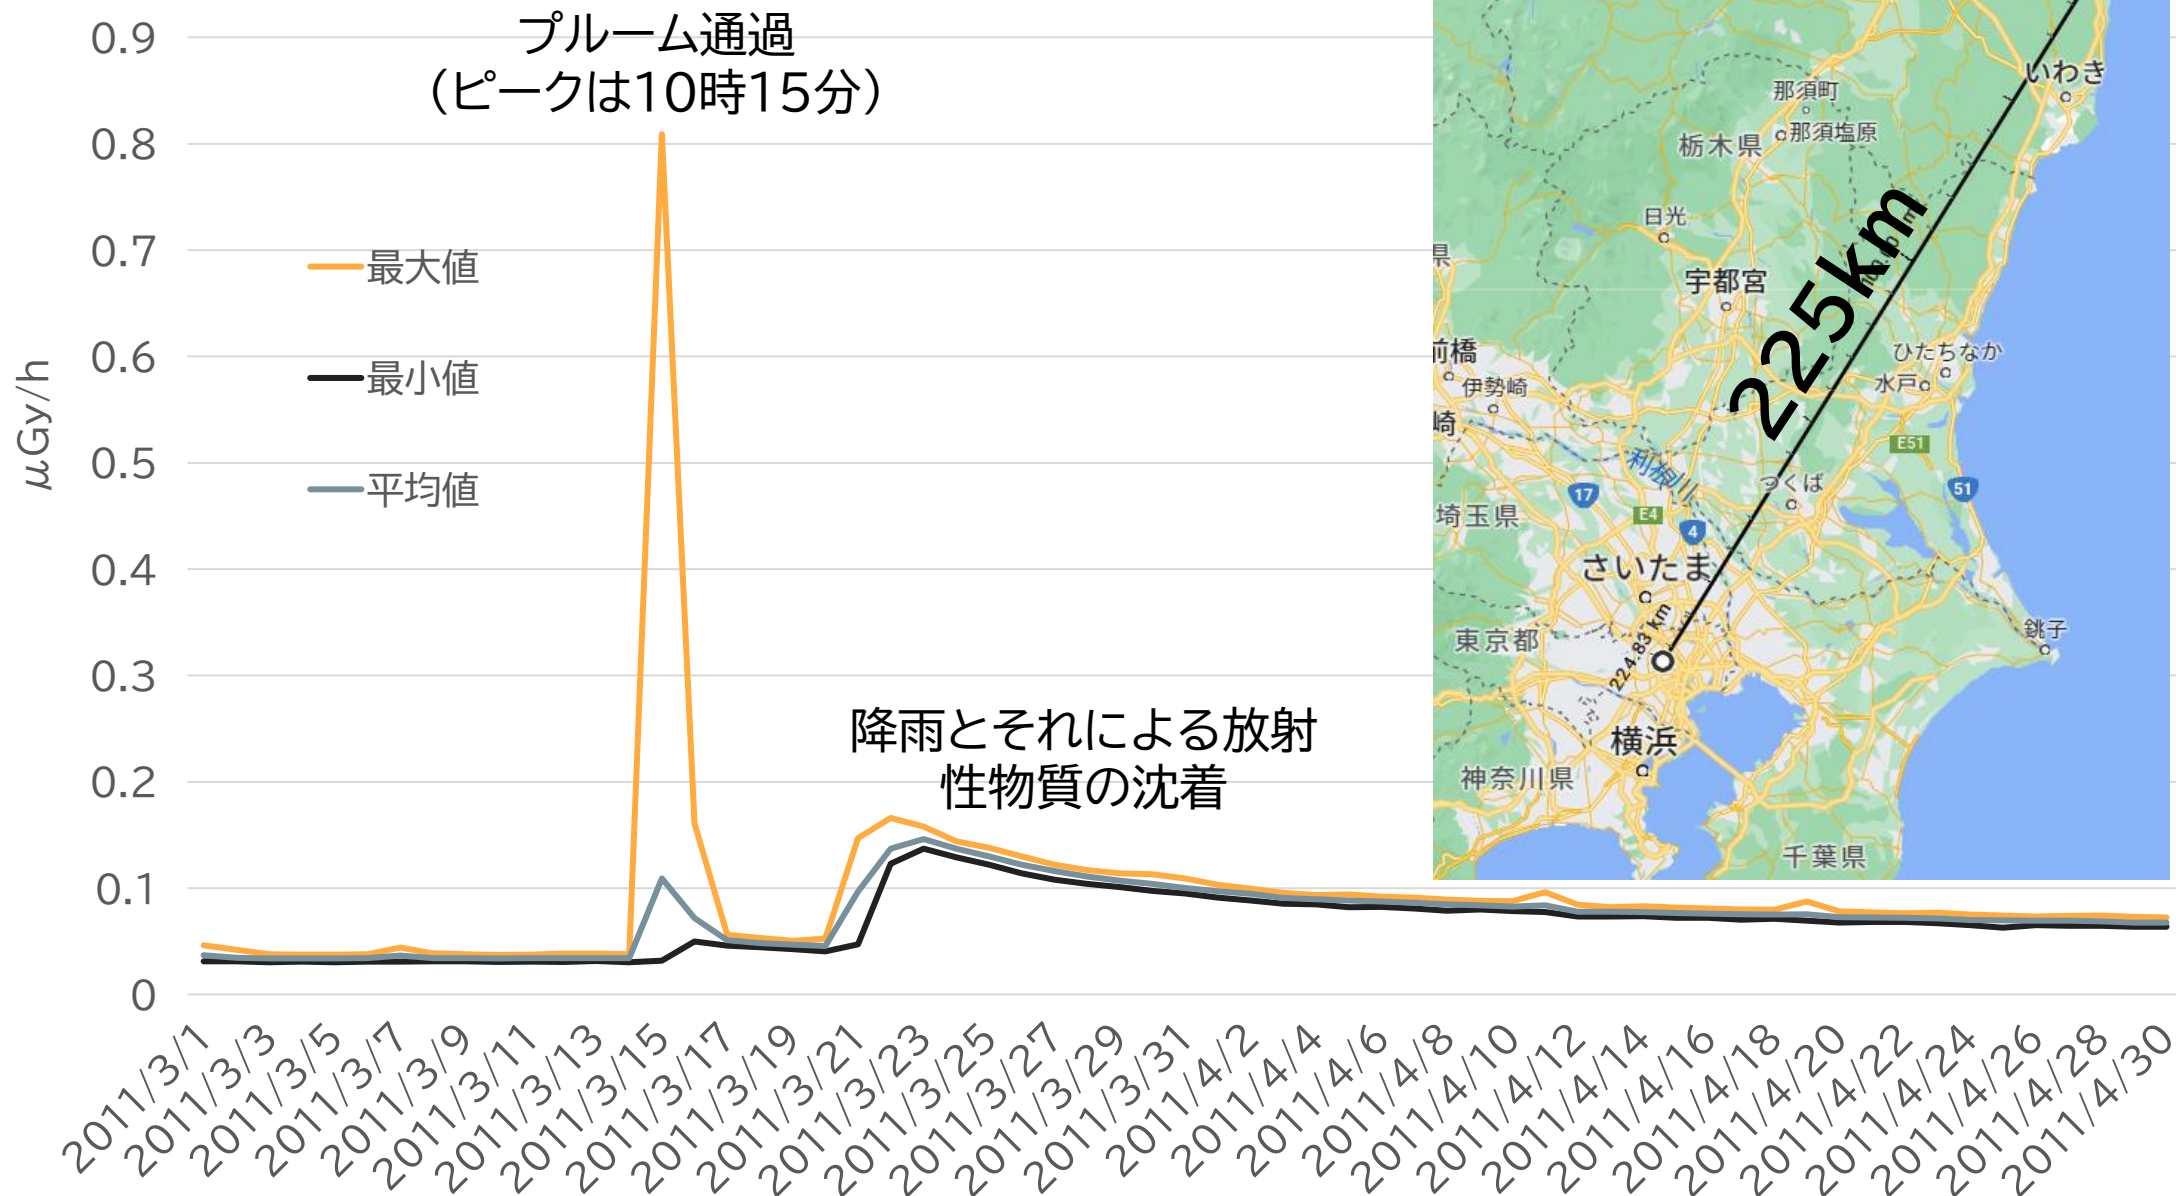 プルーム通過
（ピークは10時15分）
0.9
0.8
0.7
0.6
0.5
0.4
0.3
0.2
0.1
0
μGy/h
最大値
最小値
平均値
降雨とそれによる放射
性物質の沈着
2011/3/1
2011/3/3
2011/3/5
2011/3/7
2011/3/9
2011/3/11
2011/3/13
2011/3/15
2011/3/17
2011/3/19
2011/3/21
2011/3/23
2011/3/25
2011/3/27
2011/3/29
2011/3/31
2011/4/2
2011/4/4
2011/4/6
2011/4/8
2011/4/10
2011/4/12
2011/4/14
2011/4/16
2011/4/18
2011/4/20
2011/4/22
2011/4/24
2011/4/26
2011/4/28
2011/4/30
いわき
那須町
那須塩原
栃木県
日光
県
宇都宮
225km
前橋
ひたちなか
伊勢崎
水戸
崎
E51
利根川
つくば
17
51
埼玉県
E4
4
さいたま
東京都
224.83 km
銚子
横浜
神奈川県
千葉県